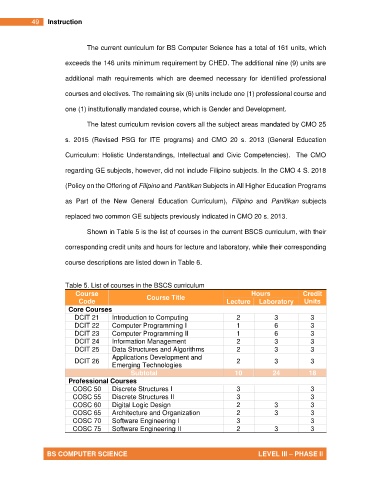 49 Instruction
The current curriculum for BS Computer Science has a total of 161 units, which
exceeds the 146 units minimum requirement by CHED. The additional nine (9) units are
additional math requirements which are deemed necessary for identified professional
courses and electives. The remaining six (6) units include one (1) professional course and
one (1) institutionally mandated course, which is Gender and Development.
The latest curriculum revision covers all the subject areas mandated by CMO 25
s. 2015 (Revised PSG for ITE programs) and CMO 20 s. 2013 (General Education
Curriculum: Holistic Understandings, Intellectual and Civic Competencies). The CMO
regarding GE subjects, however, did not include Filipino subjects. In the CMO 4 S. 2018
(Policy on the Offering of Filipino and Panitikan Subjects in All Higher Education Programs
as Part of the New General Education Curriculum), Filipino and Panitikan subjects
replaced two common GE subjects previously indicated in CMO 20 s. 2013.
Shown in Table 5 is the list of courses in the current BSCS curriculum, with their
corresponding credit units and hours for lecture and laboratory, while their corresponding
course descriptions are listed down in Table 6.
Table 5. List of courses in the BSCS curriculum
Course Code Course Title Hours Credit
Lecture Laboratory Units
Core Courses
DCIT 21 Introduction to Computing 2 3 3
DCIT 22 Computer Programming I 1 6 3
DCIT 23 Computer Programming II 1 6 3
DCIT 24 Information Management 2 3 3
DCIT 25 Data Structures and Algorithms 2 3 3
DCIT 26 Applications Development and
Emerging Technologies 2 3 3
Subtotal 10 24 18
Professional Courses
COSC 50 Discrete Structures I 3 3
COSC 55 Discrete Structures II 3 3
COSC 60 Digital Logic Design 2 3 3
COSC 65 Architecture and Organization 2 3 3
COSC 70 Software Engineering I 3 3
COSC 75 Software Engineering II 2 3 3
BS COMPUTER SCIENCE LEVEL III – PHASE II